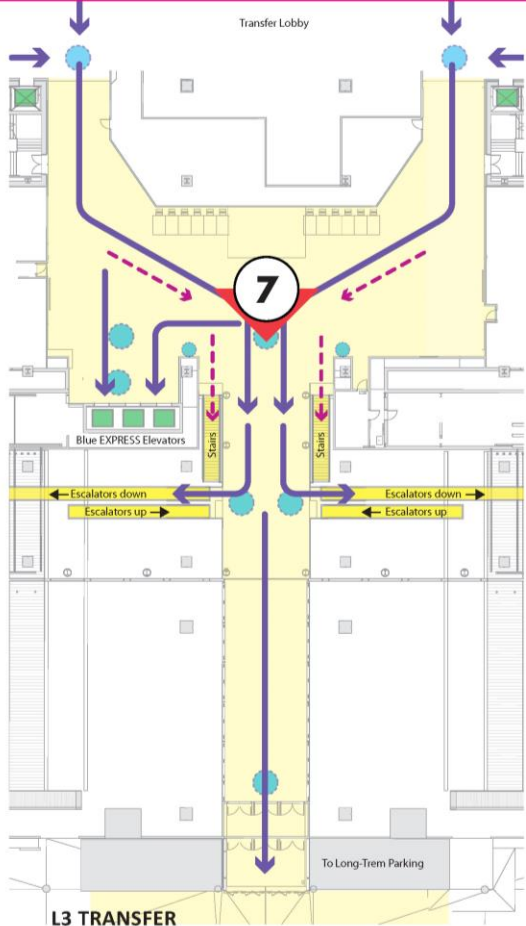 Transfer Lobby
7
Blue EXPRESS Elevators
Stairs
Stairs
Escalators down
Escalators down
Escalators up
Escalators up
To Long-Trem Parking
L3 TRANSFER